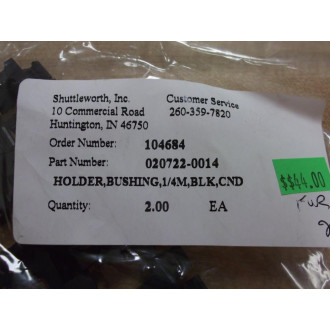 Shuttleworth, Inc. Customer Service
10 Commercial Road 260-359-7820
Huntington, IN 46750
Order Number: 104684
Part Number: 020722-0014
HOLDER,BUSHING,1/4M,BLK,CND
$$44.00
Quantity: 2.00 EA
FOR